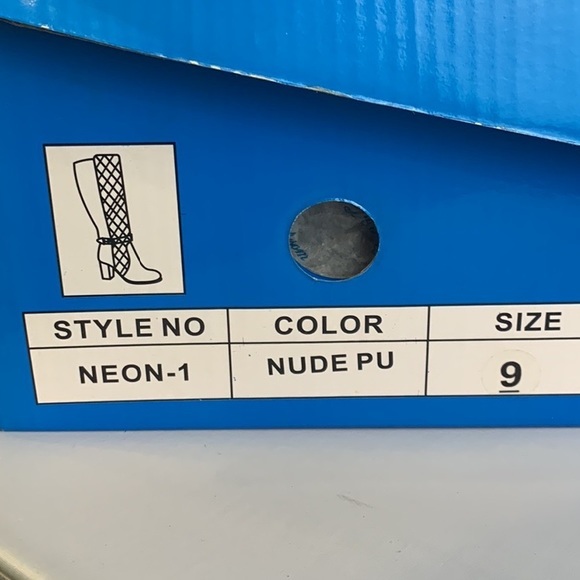 STYLE NO COLOR SIZE
NEON-1 NUDE PU 9